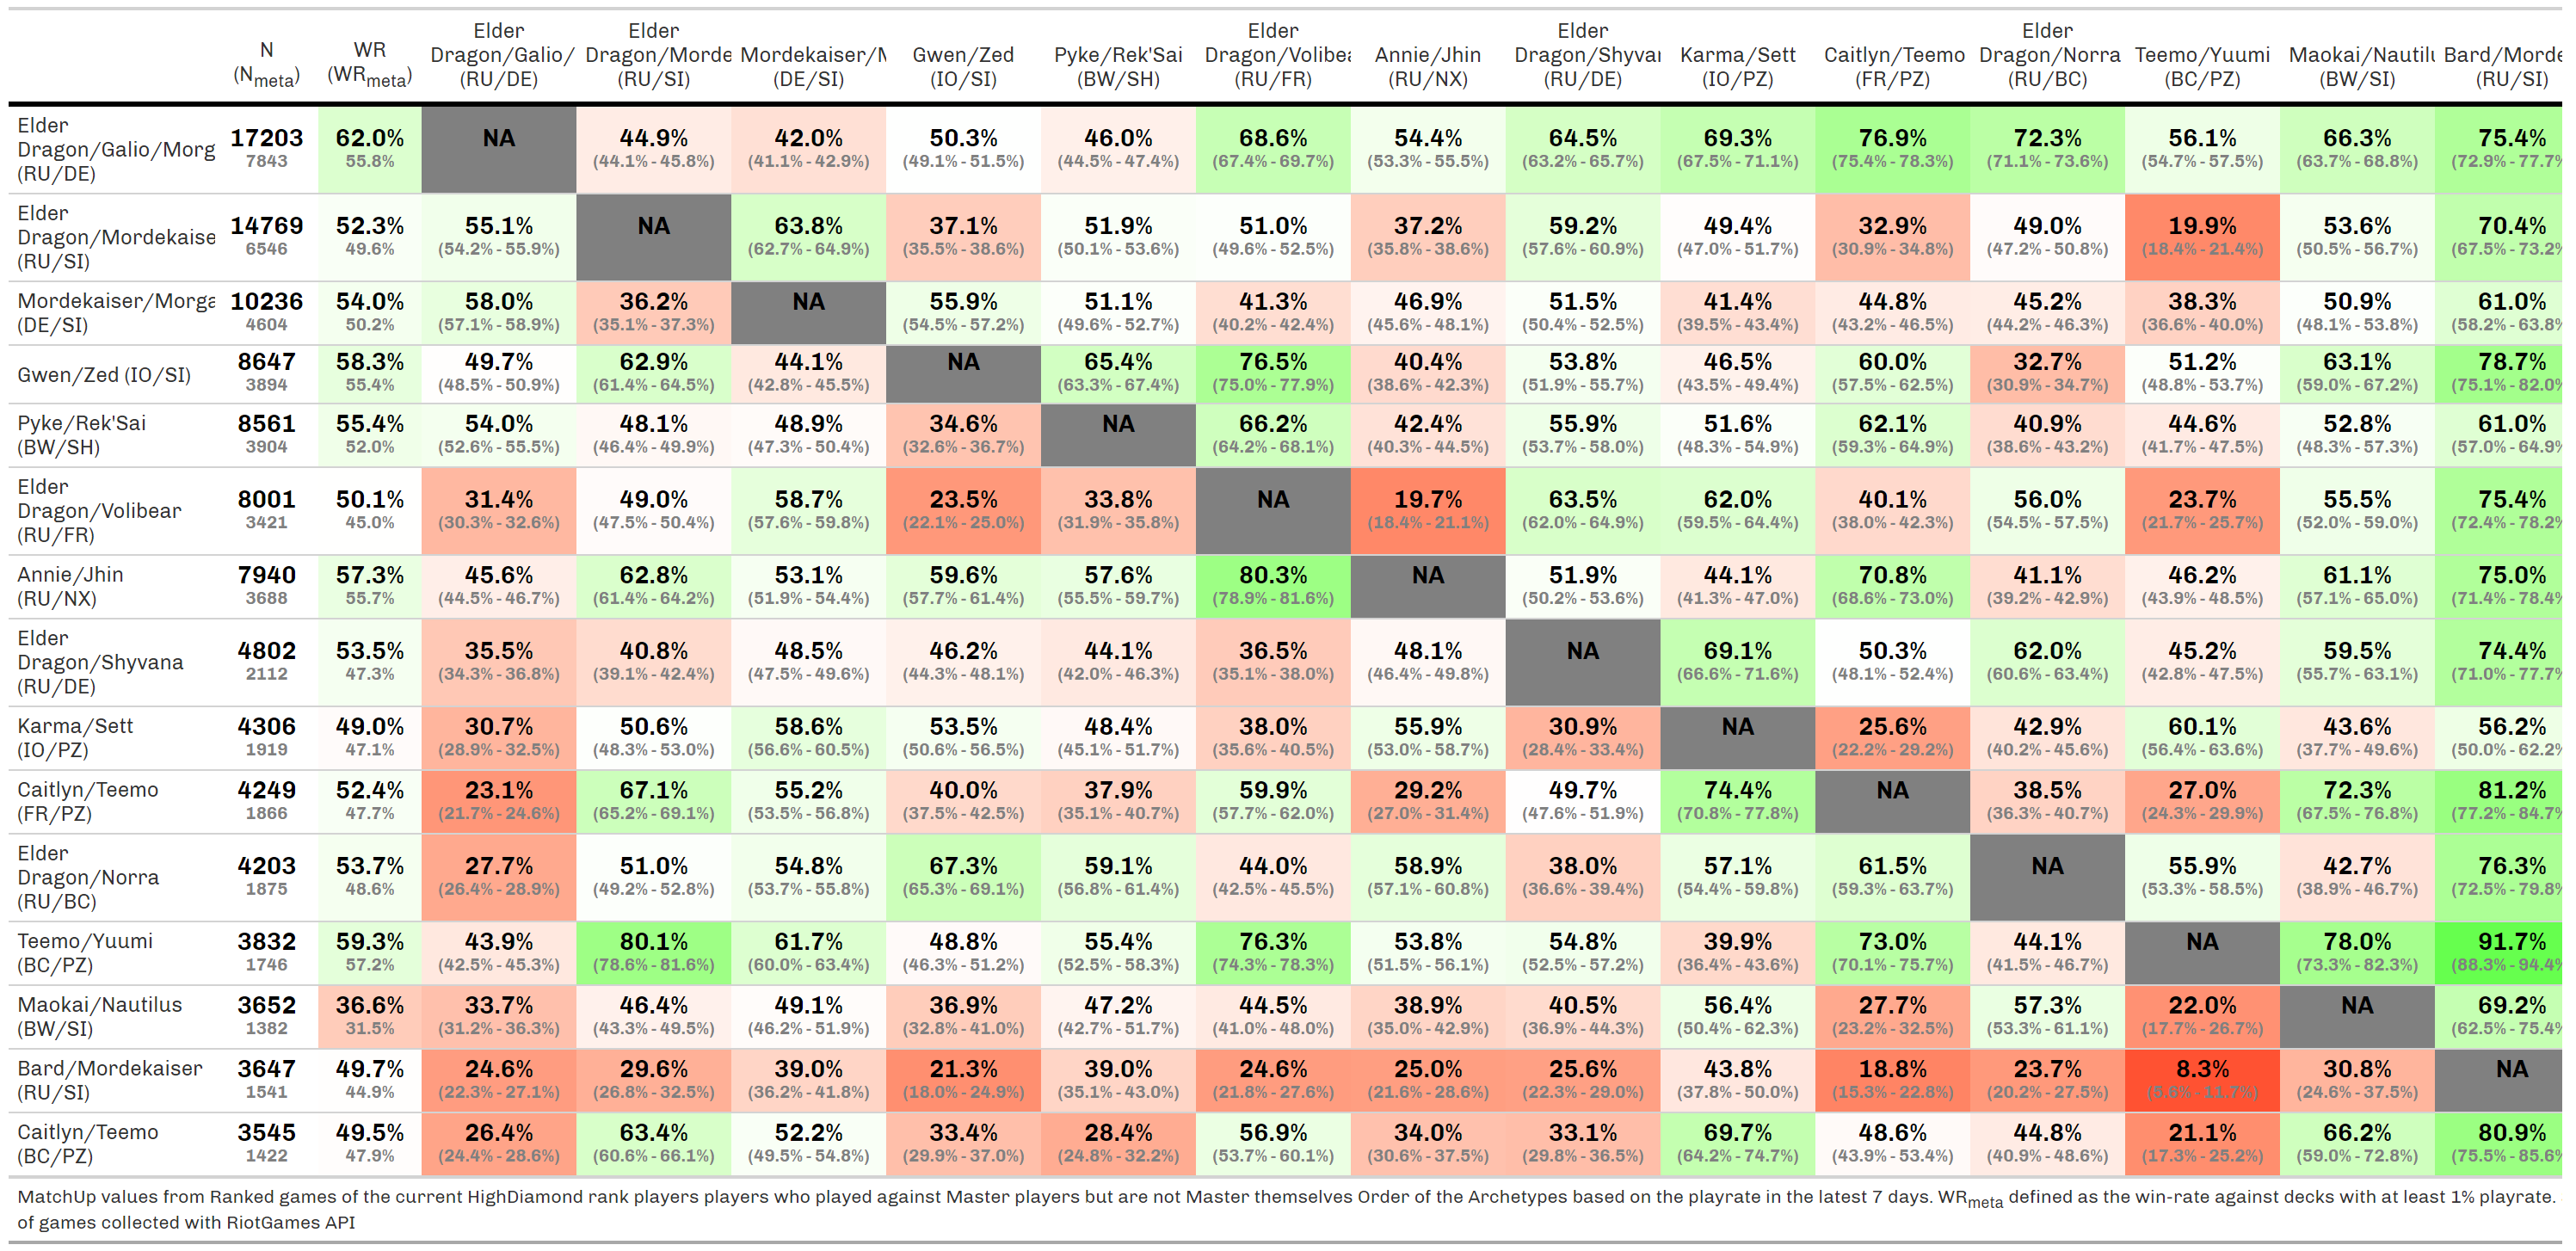 N (Nmeta) WR (WRmeta) Elder Dragon/Galio/ (RU/DE) Elder Dragon/Morde (RU/SI) Mordekaiser/M (DE/SI) Gwen/Zed (IO/SI) Pyke/Rek'Sai (BW/SH) Elder Dragon/Volibea (RU/FR) Annie/Jhin (RU/NX) Elder Dragon/Shyvar (RU/DE) Karma/Sett (IO/PZ) Caitlyn/Teemo (FR/PZ) Elder Dragon/Norra (RU/BC) Teemo/Yuumi (BC/PZ) Maokai/Nautilu (BW/SI) Bard/Morde (RU/SI)
Elder Dragon/Galio/Morg (RU/DE)
17203 62.0% NA 44.9% 42.0% 50.3% 46.0% 68.6% 54.4% 64.5% 69.3% 76.9% 72.3% 56.1% 66.3% 75.4%
7843 55.8% (44.1% - 45.8%) (41.1% - 42.9%) (49.1% - 51.5%) (44.5% - 47.4%) (67.4% - 69.7%) (53.3% - 55.5%) (63.2% - 65.7%) (67.5% - 71.1%) (75.4% - 78.3%) (71.1% - 73.6%) (54.7% - 57.5%) (63.7% - 68.8%) (72.9% - 77.7%
Elder Dragon/Mordekaise (RU/SI)
14769 52.3% 55.1% NA 63.8% 37.1% 51.9% 51.0% 37.2% 59.2% 49.4% 32.9% 49.0% 19.9% 53.6% 70.4%
6546 49.6% (54.2% - 55.9%) (62.7% - 64.9%) (35.5% - 38.6%) (50.1% - 53.6%) (49.6% - 52.5%) (35.8% - 38.6%) (57.6% - 60.9%) (47.0% - 51.7%) (30.9% - 34.8%) (47.2% - 50.8%) (18.4% - 21.4%) (50.5% - 56.7%) (67.5% - 73.2%
Mordekaiser/Morga (DE/SI)
10236 54.0% 58.0% 36.2% NA 55.9% 51.1% 41.3% 46.9% 51.5% 41.4% 44.8% 45.2% 38.3% 50.9% 61.0%
4604 50.2% (57.1% - 58.9%) (35.1% - 37.3%) (54.5% - 57.2%) (49.6% - 52.7%) (40.2% - 42.4%) (45.6% - 48.1%) (50.4% - 52.5%) (39.5% - 43.4%) (43.2% - 46.5%) (44.2% - 46.3%) (36.6% - 40.0%) (48.1% - 53.8%) (58.2% - 63.8%
Gwen/Zed (IO/SI)
8647 58.3% 49.7% 62.9% 44.1% NA 65.4% 76.5% 40.4% 53.8% 46.5% 60.0% 32.7% 51.2% 63.1% 78.7%
3894 55.4% (48.5% - 50.9%) (61.4% - 64.5%) (42.8% - 45.5%) (63.3% - 67.4%) (75.0% - 77.9%) (38.6% - 42.3%) (51.9% - 55.7%) (43.5% - 49.4%) (57.5% - 62.5%) (30.9% - 34.7%) (48.8% - 53.7%) (59.0% - 67.2%) (75.1% - 82.0%
Pyke/Rek'Sai (BW/SH)
8561 55.4% 54.0% 48.1% 48.9% 34.6% NA 66.2% 42.4% 55.9% 51.6% 62.1% 40.9% 44.6% 52.8% 61.0%
3904 52.0% (52.6% - 55.5%) (46.4% - 49.9%) (47.3% - 50.4%) (32.6% - 36.7%) (64.2% - 68.1%) (40.3% - 44.5%) (53.7% - 58.0%) (48.3% - 54.9%) (59.3% - 64.9%) (38.6% - 43.2%) (41.7% - 47.5%) (48.3% - 57.3%) (57.0% - 64.9%
Elder Dragon/Volibear (RU/FR)
8001 50.1% 31.4% 49.0% 58.7% 23.5% 33.8% NA 19.7% 63.5% 62.0% 40.1% 56.0% 23.7% 55.5% 75.4%
3421 45.0% (30.3% - 32.6%) (47.5% - 50.4%) (57.6% - 59.8%) (22.1% - 25.0%) (31.9% - 35.8%) (18.4% - 21.1%) (62.0% - 64.9%) (59.5% - 64.4%) (38.0% - 42.3%) (54.5% - 57.5%) (21.7% - 25.7%) (52.0% - 59.0%) (72.4% - 78.2%
Annie/Jhin (RU/NX)
7940 57.3% 45.6% 62.8% 53.1% 59.6% 57.6% 80.3% NA 51.9% 44.1% 70.8% 41.1% 46.2% 61.1% 75.0%
3688 55.7% (44.5% - 46.7%) (61.4% - 64.2%) (51.9% - 54.4%) (57.7% - 61.4%) (55.5% - 59.7%) (78.9% - 81.6%) (50.2% - 53.6%) (41.3% - 47.0%) (68.6% - 73.0%) (39.2% - 42.9%) (43.9% - 48.5%) (57.1% - 65.0%) (71.4% - 78.4%
Elder Dragon/Shyvana (RU/DE)
4802 53.5% 35.5% 40.8% 48.5% 46.2% 44.1% 36.5% 48.1% NA 69.1% 50.3% 62.0% 45.2% 59.5% 74.4%
2112 47.3% (34.3% - 36.8%) (39.1% - 42.4%) (47.5% - 49.6%) (44.3% - 48.1%) (42.0% - 46.3%) (35.1% - 38.0%) (46.4% - 49.8%) (66.6% - 71.6%) (48.1% - 52.4%) (60.6% - 63.4%) (42.8% - 47.5%) (55.7% - 63.1%) (71.0% - 77.7%
Karma/Sett (IO/PZ)
4306 49.0% 30.7% 50.6% 58.6% 53.5% 48.4% 38.0% 55.9% 30.9% NA 25.6% 42.9% 60.1% 43.6% 56.2%
1919 47.1% (28.9% - 32.5%) (48.3% - 53.0%) (56.6% - 60.5%) (50.6% - 56.5%) (45.1% - 51.7%) (35.6% - 40.5%) (53.0% - 58.7%) (28.4% - 33.4%) (22.2% - 29.2%) (40.2% - 45.6%) (56.4% - 63.6%) (37.7% - 49.6%) (50.0% - 62.2%
Caitlyn/Teemo (FR/PZ)
4249 52.4% 23.1% 67.1% 55.2% 40.0% 37.9% 59.9% 29.2% 49.7% 74.4% NA 38.5% 27.0% 72.3% 81.2%
1866 47.7% (21.7% - 24.6%) (65.2% - 69.1%) (53.5% - 56.8%) (37.5% - 42.5%) (35.1% - 40.7%) (57.7% - 62.0%) (27.0% - 31.4%) (47.6% - 51.9%) (70.8% - 77.8%) (36.3% - 40.7%) (24.3% - 29.9%) (67.5% - 76.8%) (77.2% - 84.7%
Elder Dragon/Norra (RU/BC)
4203 53.7% 27.7% 51.0% 54.8% 67.3% 59.1% 44.0% 58.9% 38.0% 57.1% 61.5% NA 55.9% 42.7% 76.3%
1875 48.6% (26.4% - 28.9%) (49.2% - 52.8%) (53.7% - 55.8%) (65.3% - 69.1%) (56.8% - 61.4%) (42.5% - 45.5%) (57.1% - 60.8%) (36.6% - 39.4%) (54.4% - 59.8%) (59.3% - 63.7%) (53.3% - 58.5%) (38.9% - 46.7%) (72.5% - 79.8%
Teemo/Yuumi (BC/PZ)
3832 59.3% 43.9% 80.1% 61.7% 48.8% 55.4% 76.3% 53.8% 54.8% 39.9% 73.0% 44.1% NA 78.0% 91.7%
1746 57.2% (42.5% - 45.3%) (78.6% - 81.6%) (60.0% - 63.4%) (46.3% - 51.2%) (52.5% - 58.3%) (74.3% - 78.3%) (51.5% - 56.1%) (52.5% - 57.2%) (36.4% - 43.6%) (70.1% - 75.7%) (41.5% - 46.7%) (73.3% - 82.3%) (88.3% - 94.4%
Maokai/Nautilus (BW/SI)
3652 36.6% 33.7% 46.4% 49.1% 36.9% 47.2% 44.5% 38.9% 40.5% 56.4% 27.7% 57.3% 22.0% NA 69.2%
1382 31.5% (31.2% - 36.3%) (43.3% - 49.5%) (46.2% - 51.9%) (32.8% - 41.0%) (42.7% - 51.7%) (41.0% - 48.0%) (35.0% - 42.9%) (36.9% - 44.3%) (50.4% - 62.3%) (23.2% - 32.5%) (53.3% - 61.1%) (17.7% - 26.7%) (62.5% - 75.4%
Bard/Mordekaiser (RU/SI)
3647 49.7% 24.6% 29.6% 39.0% 21.3% 39.0% 24.6% 25.0% 25.6% 43.8% 18.8% 23.7% 8.3% 30.8% NA
1541 44.9% (22.3% - 27.1%) (26.8% - 32.5%) (36.2% - 41.8%) (18.0% - 24.9%) (35.1% - 43.0%) (21.8% - 27.6%) (21.6% - 28.6%) (22.3% - 29.0%) (37.8% - 50.0%) (15.3% - 22.8%) (20.2% - 27.5%) (5.6% - 11.7%) (24.6% - 37.5%)
Caitlyn/Teemo (BC/PZ)
3545 49.5% 26.4% 63.4% 52.2% 33.4% 28.4% 56.9% 34.0% 33.1% 69.7% 48.6% 44.8% 21.1% 66.2% 80.9%
1422 47.9% (24.4% - 28.6%) (60.6% - 66.1%) (49.5% - 54.8%) (29.9% - 37.0%) (24.8% - 32.2%) (53.7% - 60.1%) (30.6% - 37.5%) (29.8% - 36.5%) (64.2% - 74.7%) (43.9% - 53.4%) (40.9% - 48.6%) (17.3% - 25.2%) (59.0% - 72.8%) (75.5% - 85.6%
MatchUp values from Ranked games of the current HighDiamond rank players players who played against Master players but are not Master themselves Order of the Archetypes based on the playrate in the latest 7 days. WRmeta defined as the win-rate against decks with at least 1% playrate.
of games collected with RiotGames API